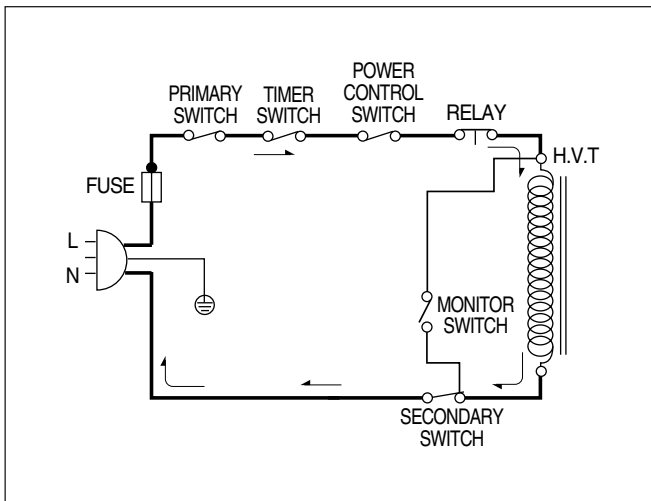 PRIMARY
SWITCH
TIMER
SWITCH
POWER
CONTROL
SWITCH
RELAY
H.V.T
FUSE
L
N
MONITOR
SWITCH
SECONDARY
SWITCH